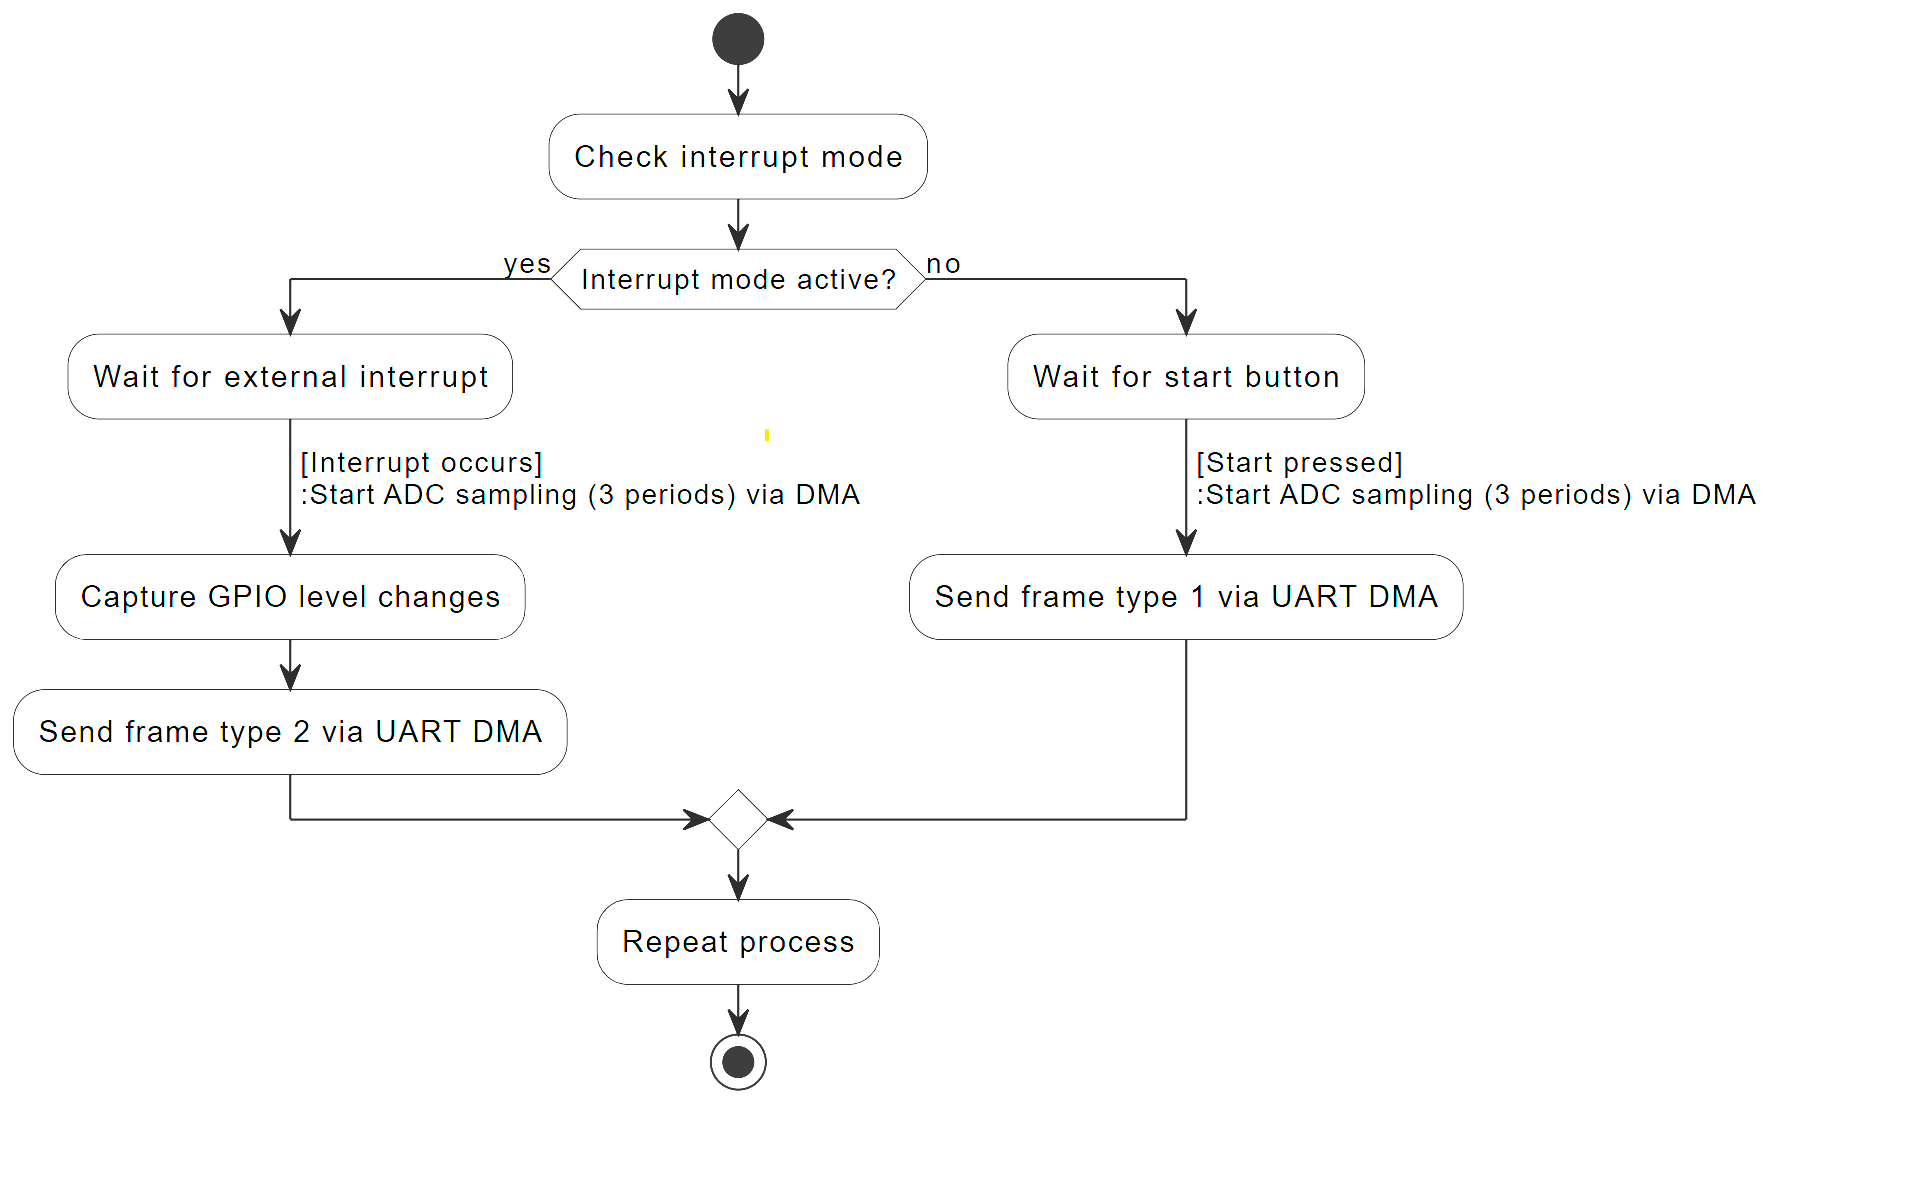 Check interrupt mode
yes
Interrupt mode active?
no
Wait for external interrupt
Wait for start button
[Interrupt occurs]
:Start ADC sampling (3 periods) via DMA
[Start pressed]
:Start ADC sampling (3 periods) via DMA
Capture GPIO level changes
Send frame type 1 via UART DMA
Send frame type 2 via UART DMA
Repeat process